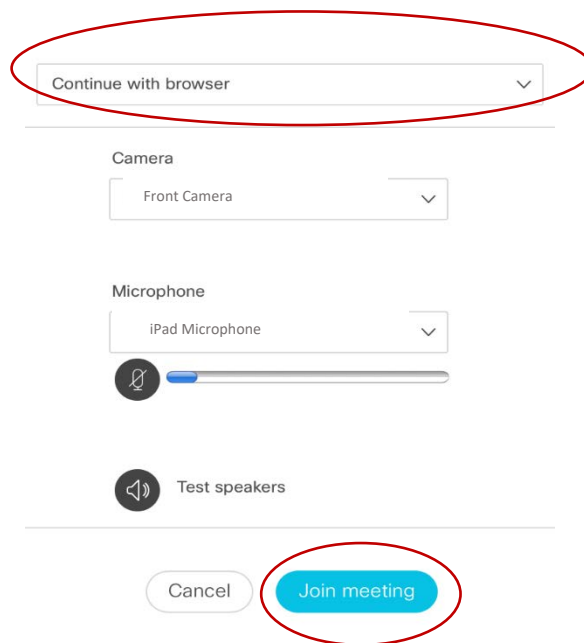 Continue with browser
Camera
Front Camera
Microphone
iPad Microphone
Test speakers
Cancel
Join meeting